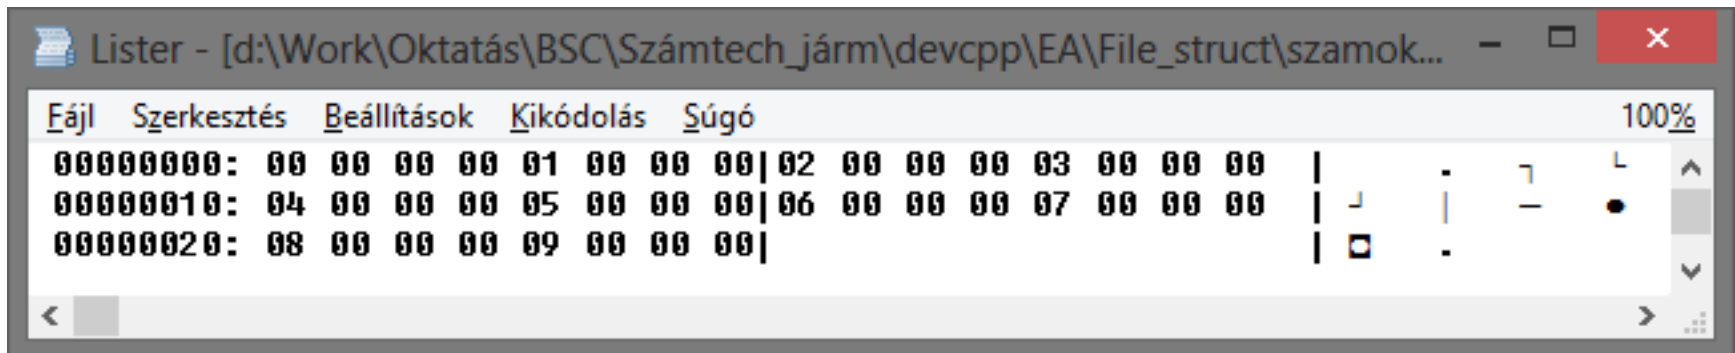 Lister - [d:\Work\Oktatás\BSC\Számtech_járm\devcpp\EA\File_struct\szamok...
Fájl Szerkesztés Beállítások Kikódolás Súgó 100%
00000000: 00 00 00 00 01 00 00 00|02 00 00 00 03 00 00 00 | . ┐ └
00000010: 04 00 00 00 05 00 00 00|06 00 00 00 07 00 00 00 | ┘ │ ─ •
00000020: 08 00 00 00 09 00 00 00| | ◘ .